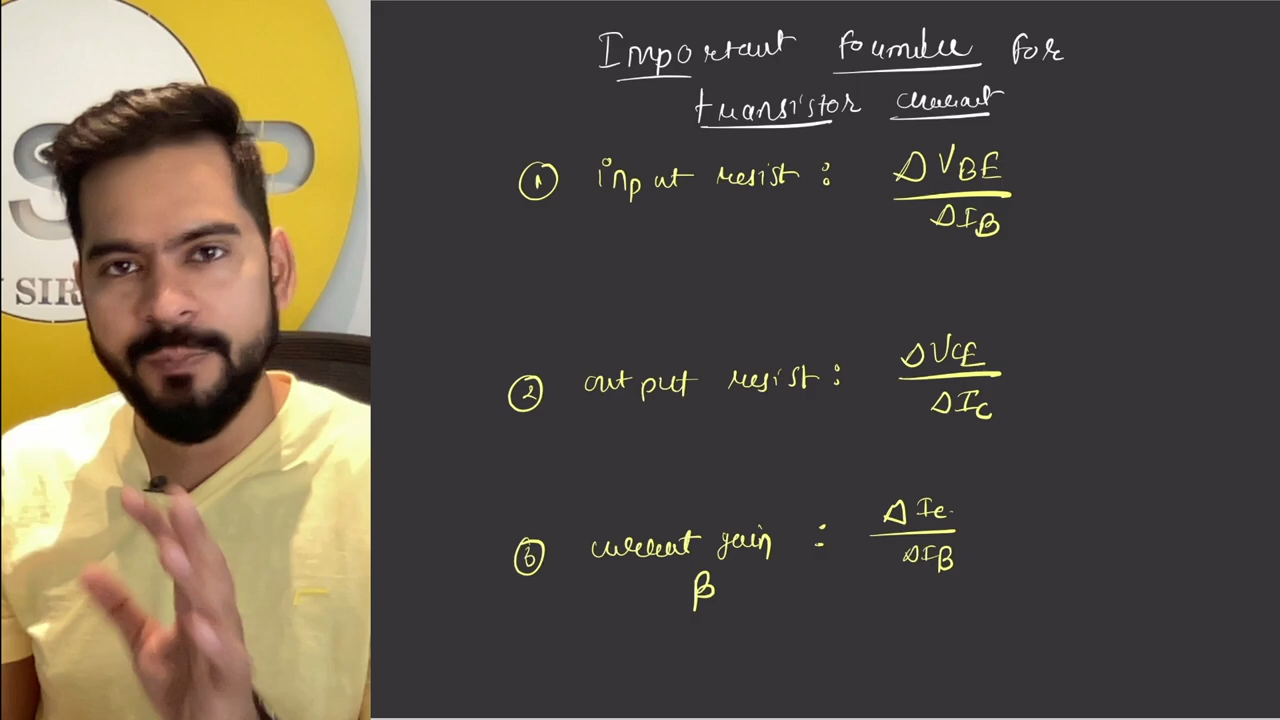 S P
SIR
Important formulae for
transistor
① input resist : ΔVBE / ΔIB
② output resist : ΔVCE / ΔIC
③ current gain : ΔIc / ΔIB
β